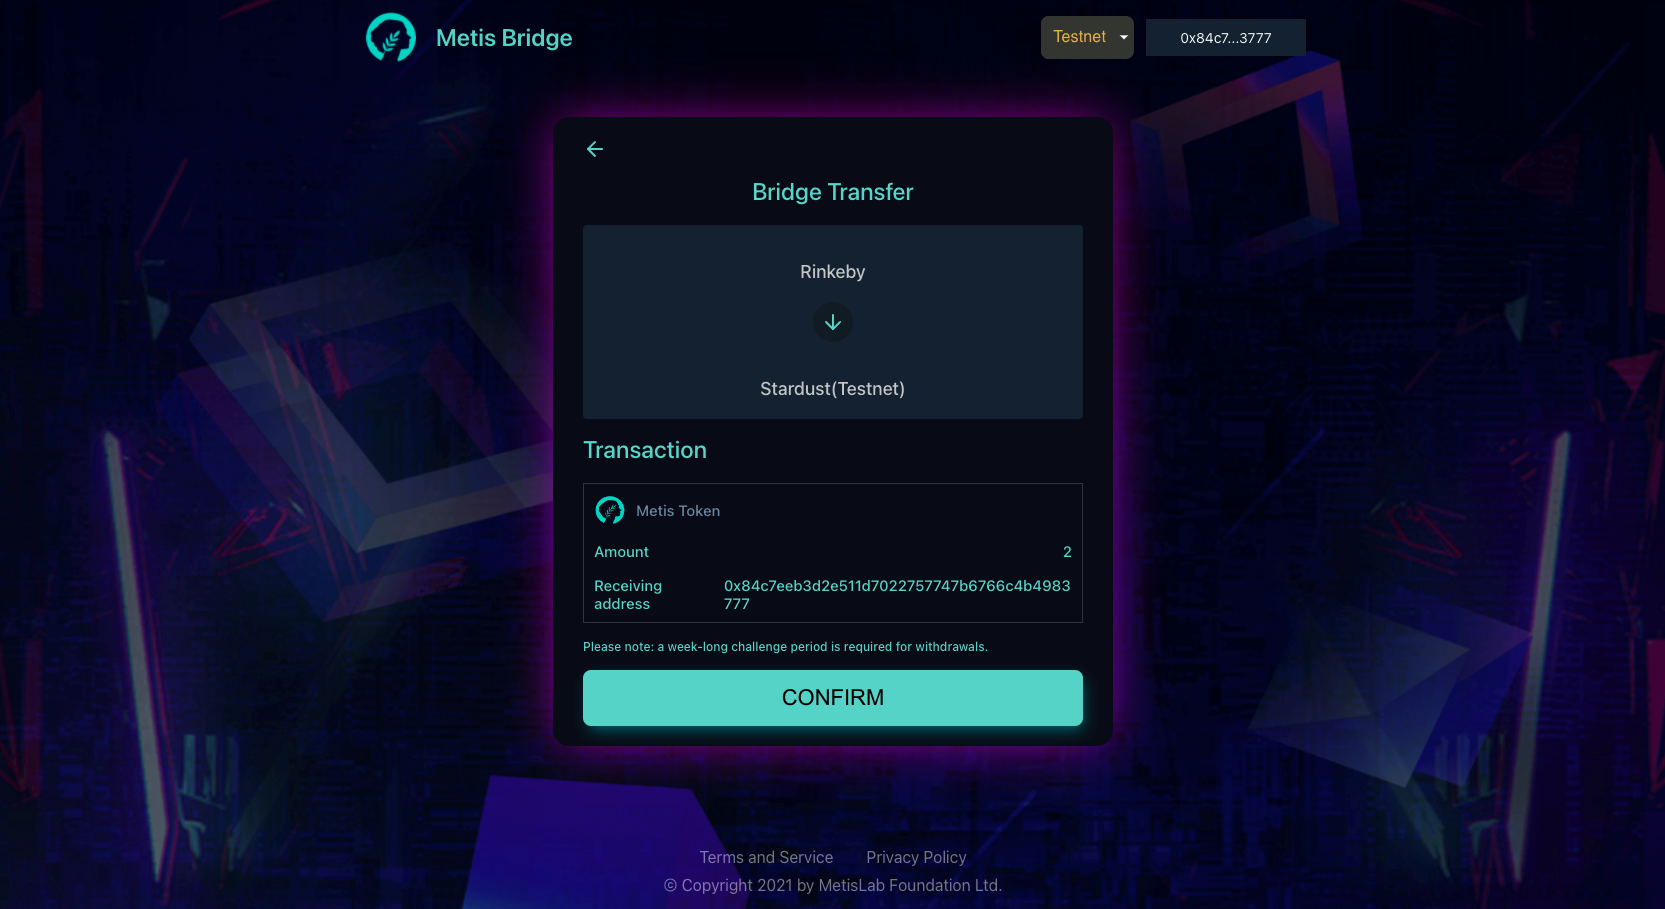 Metis Bridge
Testnet
0x84c7...3777
Bridge Transfer
Rinkeby
Stardust(Testnet)
Transaction
Metis Token
Amount 2
Receiving address 0x84c7eeb3d2e511d7022757747b6766c4b4983
777
Please note: a week-long challenge period is required for withdrawals.
CONFIRM
Terms and Service Privacy Policy
© Copyright 2021 by MetisLab Foundation Ltd.